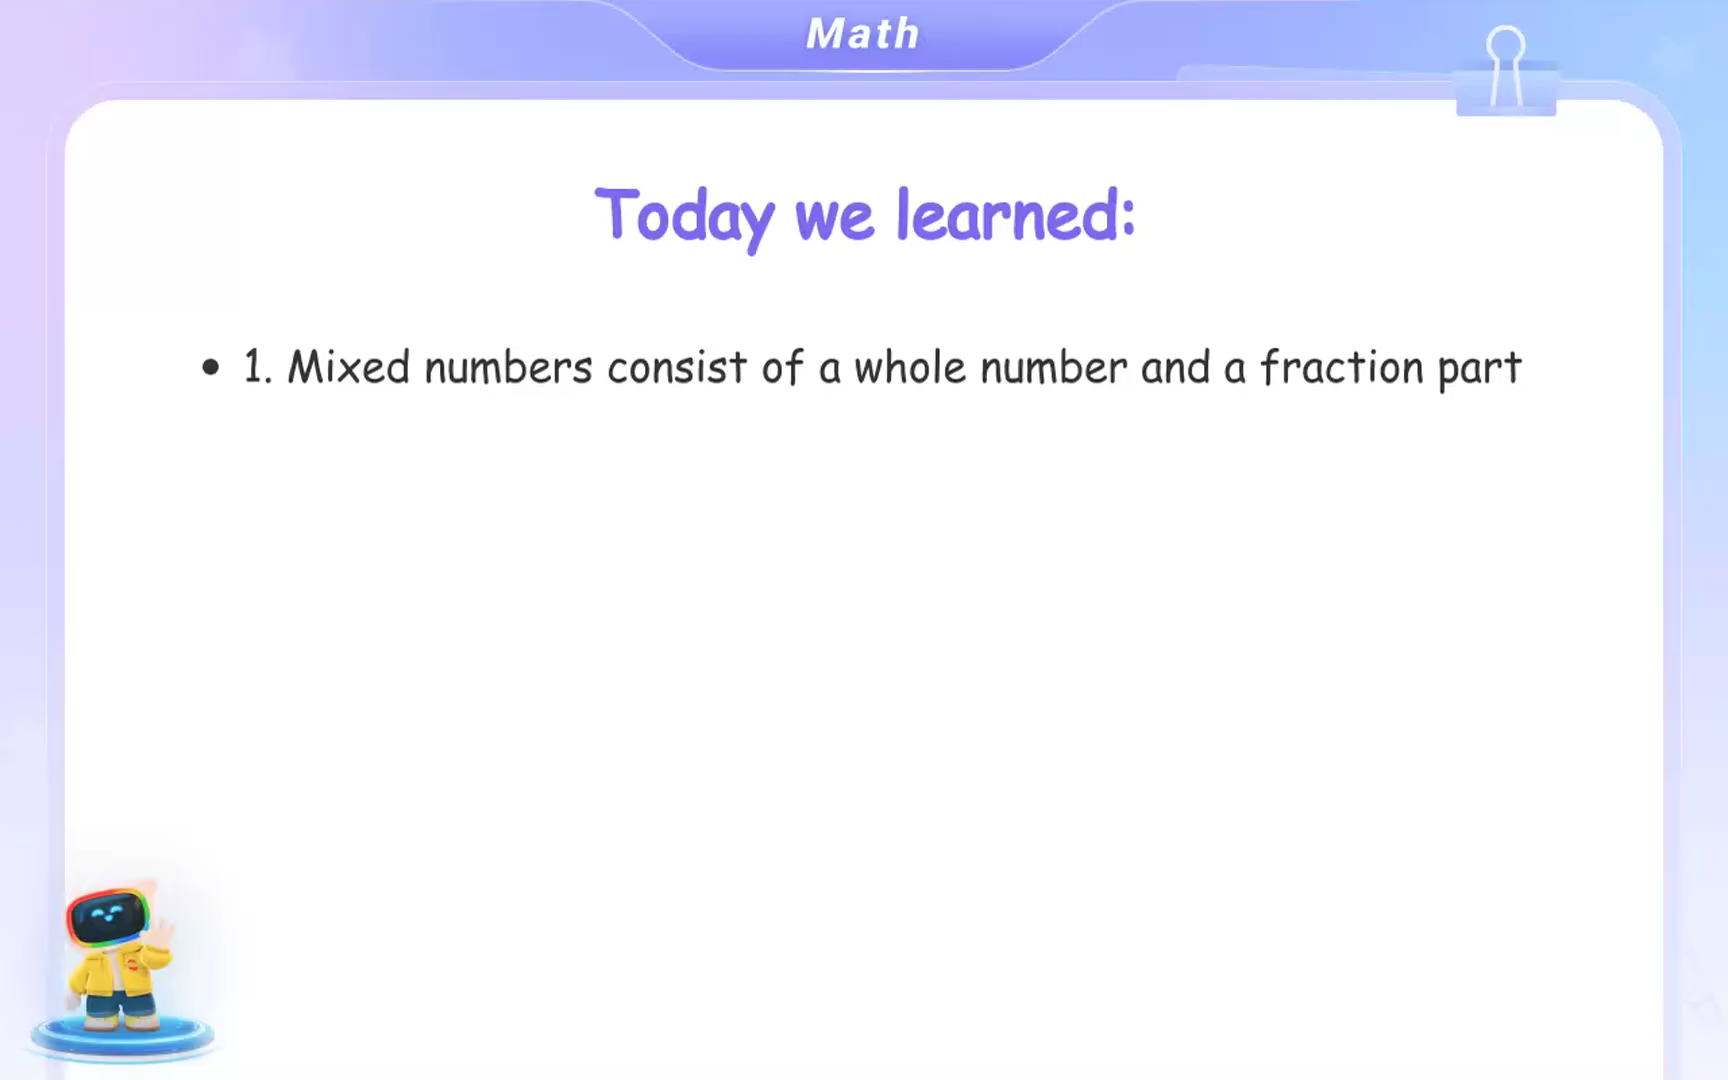 Math
Today we learned:
• 1. Mixed numbers consist of a whole number and a fraction part